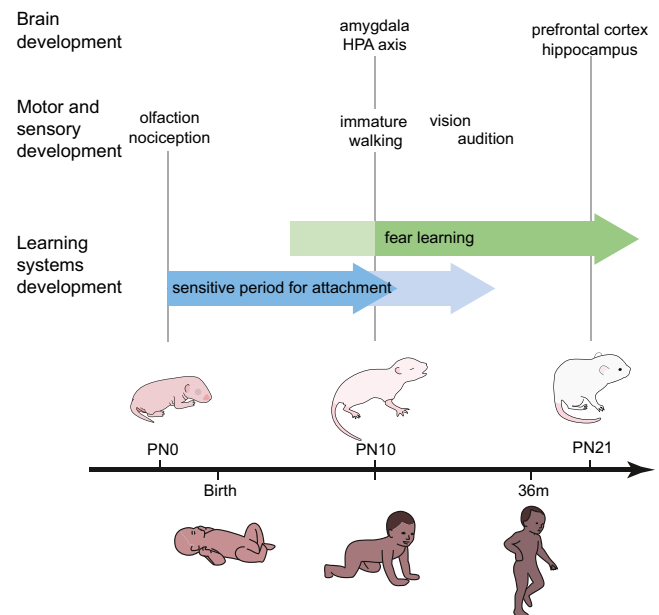 Brain
development
amygdala
HPA axis
prefrontal cortex
hippocampus
Motor and
sensory
development
olfaction
nociception
immature
walking
vision
audition
Learning
systems
development
fear learning
sensitive period for attachment
PN0
PN10
PN21
Birth
36m